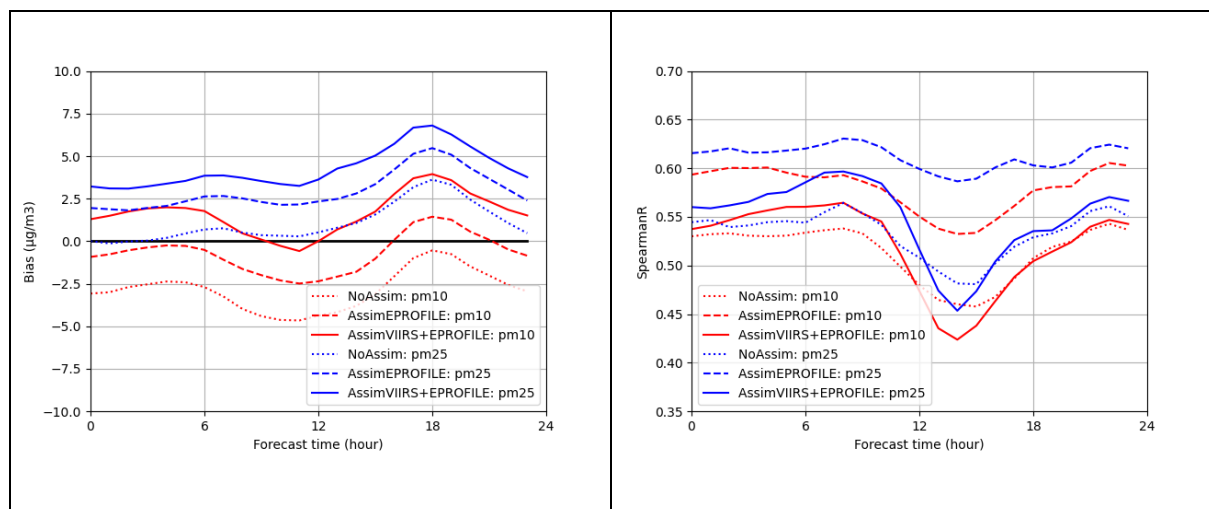 10.0
7.5
5.0
2.5
0.0
−2.5
−5.0
−7.5
−10.0
Bias (μg/m3)
0 6 12 18 24
Forecast time (hour)
NoAssim: pm10
AssimEPROFILE: pm10
AssimVIIRS+EPROFILE: pm10
NoAssim: pm25
AssimEPROFILE: pm25
AssimVIIRS+EPROFILE: pm25
0.70
0.65
0.60
0.55
0.50
0.45
0.40
0.35
SpearmanR
0 6 12 18 24
Forecast time (hour)
NoAssim: pm10
AssimEPROFILE: pm10
AssimVIIRS+EPROFILE: pm10
NoAssim: pm25
AssimEPROFILE: pm25
AssimVIIRS+EPROFILE: pm25